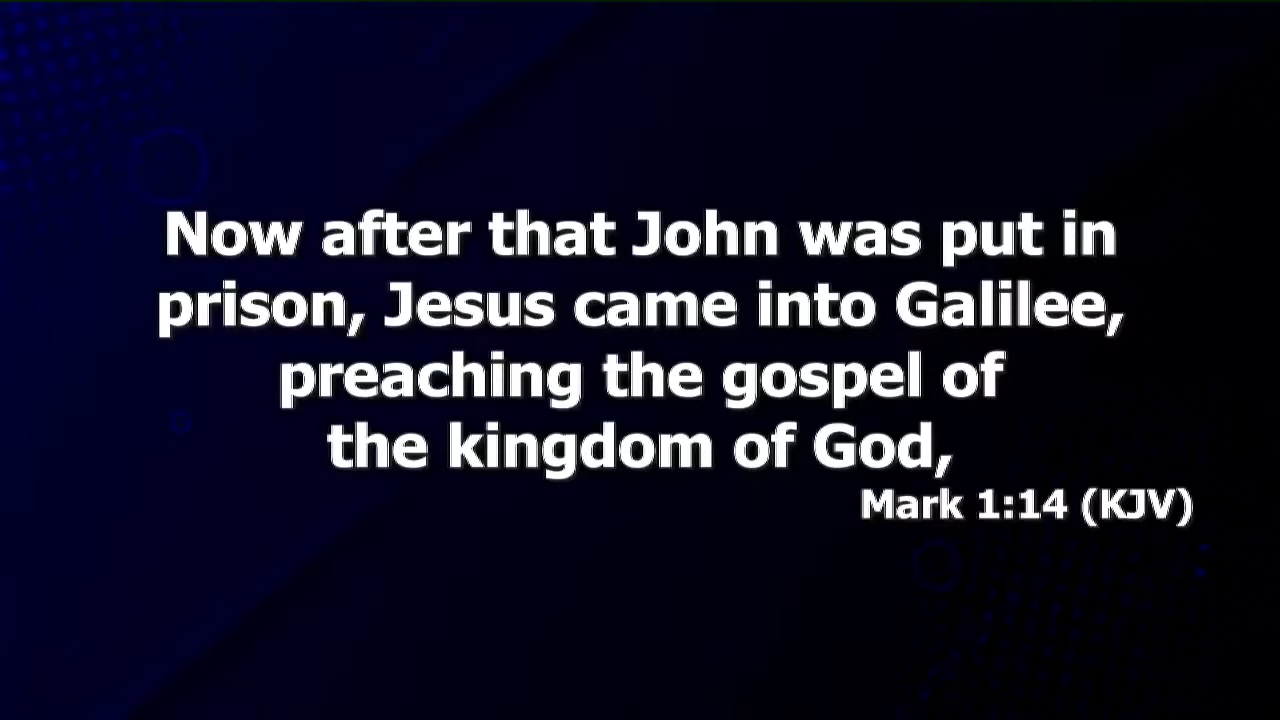 Now after that John was put in
prison, Jesus came into Galilee,
preaching the gospel of
the kingdom of God,
Mark 1:14 (KJV)